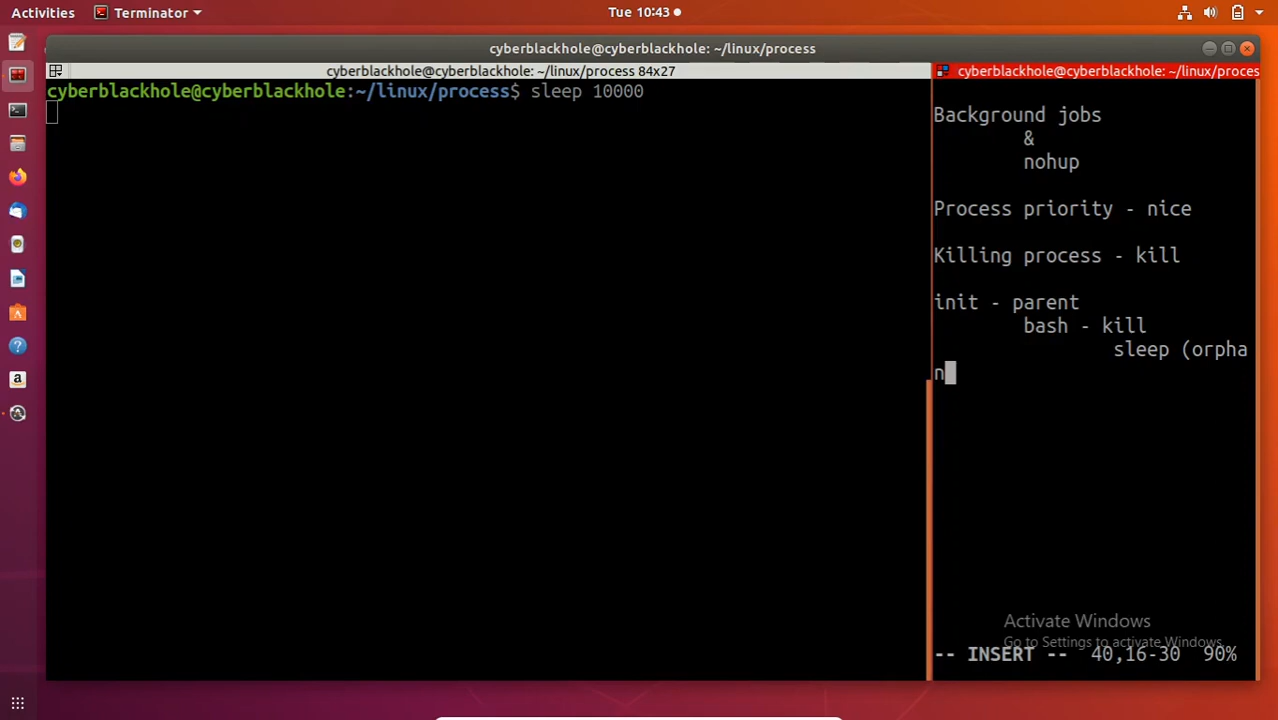 Activities Terminator Tue 10:43
cyberblackhole@cyberblackhole: ~/linux/process
cyberblackhole@cyberblackhole: ~/linux/process 84x27
cyberblackhole@cyberblackhole:~/linux/process$ sleep 10000
cyberblackhole@cyberblackhole: ~/linux/proces
Background jobs
&
nohup
Process priority - nice
Killing process - kill
init - parent
bash - kill
sleep (orpha
n
Activate Windows
Go to Settings to activate Windows.
-- INSERT -- 40,16-30 90%